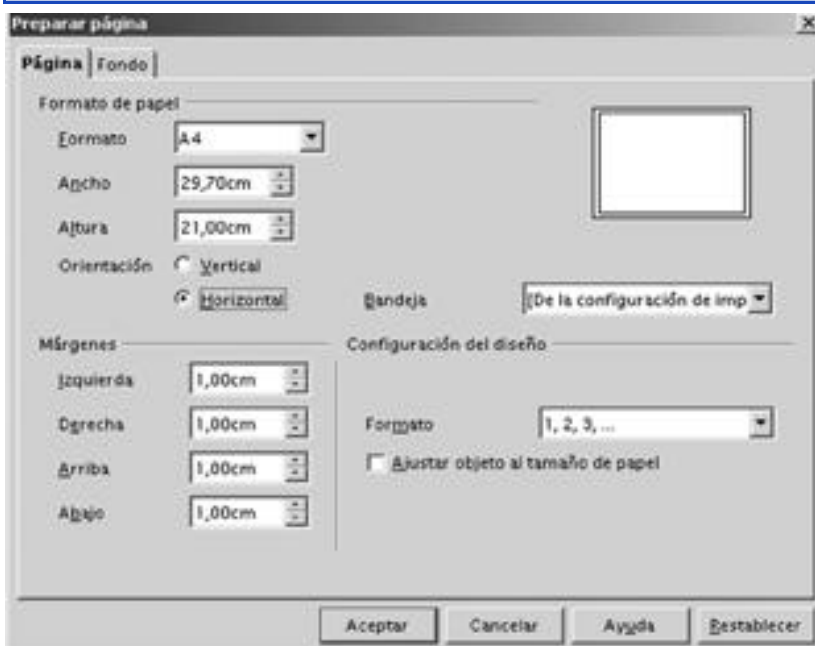 Preparar página
Página Fondo
Formato de papel
Formato A4
Ancho 29,70cm
Altura 21,00cm
Orientación Vertical
Horizontal Bandeja [De la configuración de imp
Márgenes Configuración del diseño
Izquierda 1,00cm
Derecha 1,00cm Formato 1, 2, 3, ...
Arriba 1,00cm Ajustar objeto al tamaño de papel
Abajo 1,00cm
Aceptar Cancelar Ayuda Restablecer